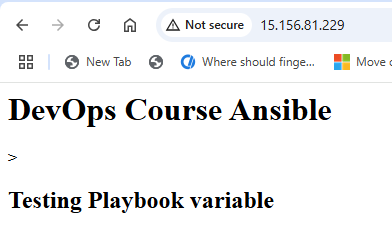 Not secure 15.156.81.229
New Tab Where should finge... Move c
DevOps Course Ansible
>
Testing Playbook variable